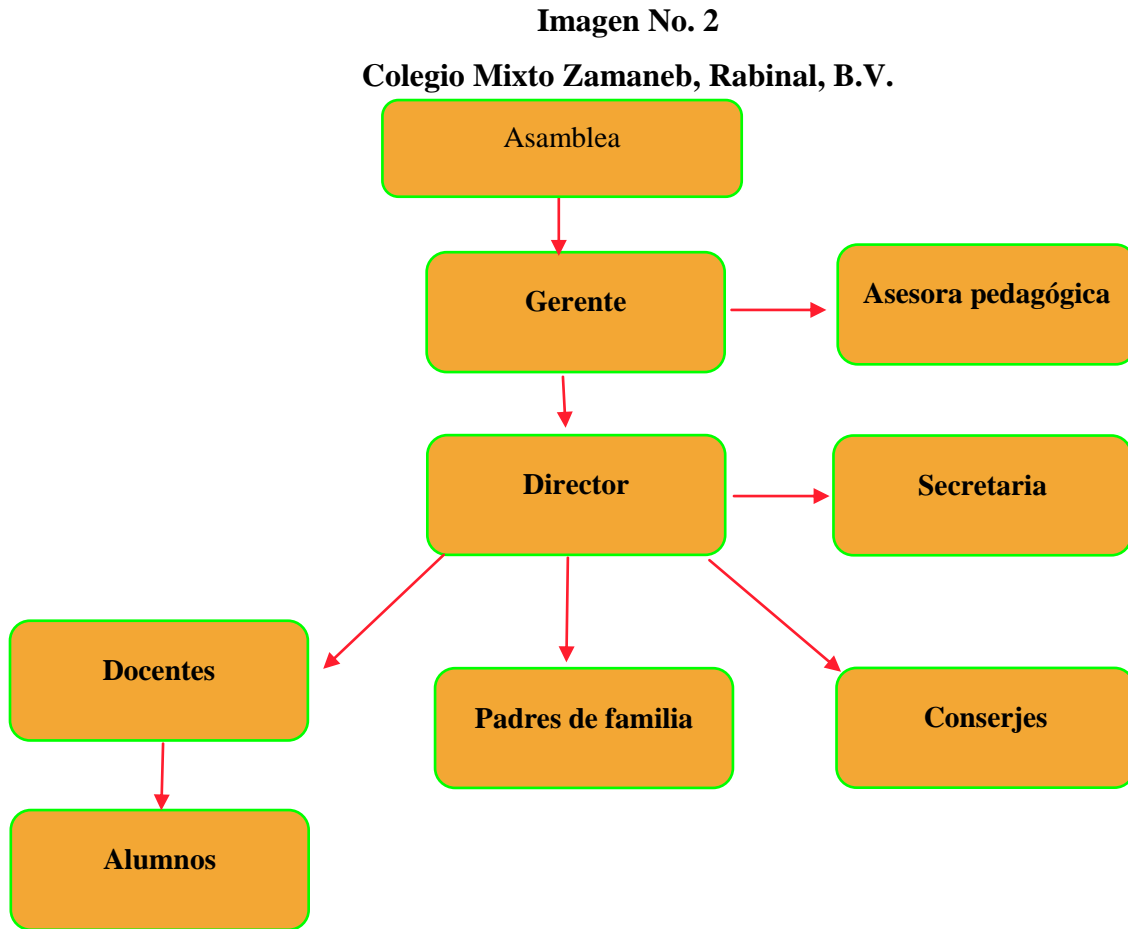 Imagen No. 2
Colegio Mixto Zamaneb, Rabinal, B.V.
Asamblea
Gerente
Asesora pedagógica
Director
Secretaria
Docentes
Padres de familia
Conserjes
Alumnos